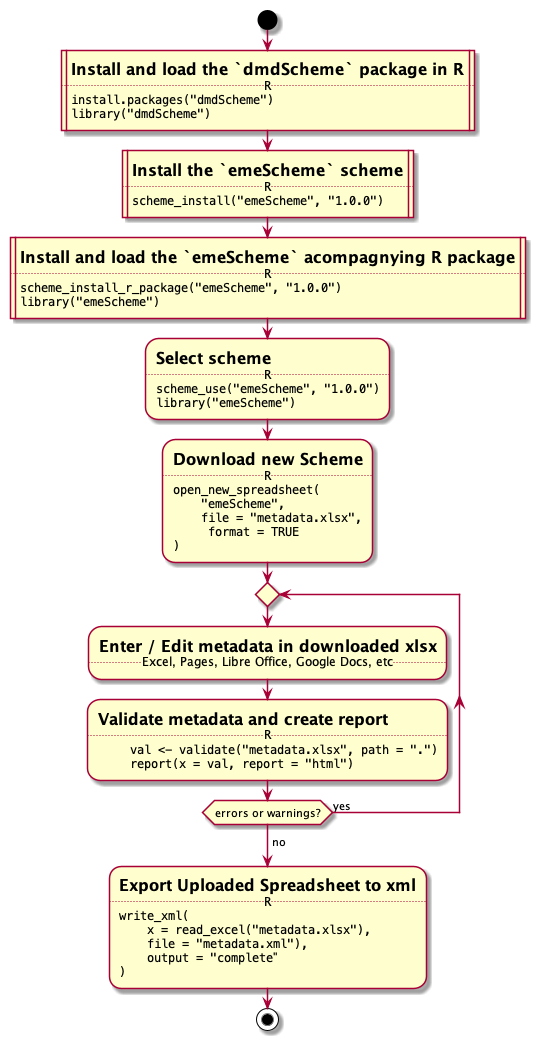 Install and load the `dmdScheme` package in R
R
install.packages("dmdScheme")
library("dmdScheme")
Install the `emeScheme` scheme
R
scheme_install("emeScheme", "1.0.0")
Install and load the `emeScheme` acompagnying R package
R
scheme_install_r_package("emeScheme", "1.0.0")
library("emeScheme")
Select scheme
R
scheme_use("emeScheme", "1.0.0")
library("emeScheme")
Download new Scheme
R
open_new_spreadsheet(
"emeScheme",
file = "metadata.xlsx",
format = TRUE
)
Enter / Edit metadata in downloaded xlsx
Excel, Pages, Libre Office, Google Docs, etc
Validate metadata and create report
R
val <- validate("metadata.xlsx", path = ".")
report(x = val, report = "html")
errors or warnings?
yes
no
Export Uploaded Spreadsheet to xml
R
write_xml(
x = read_excel("metadata.xlsx"),
file = "metadata.xml"),
output = "complete"
)